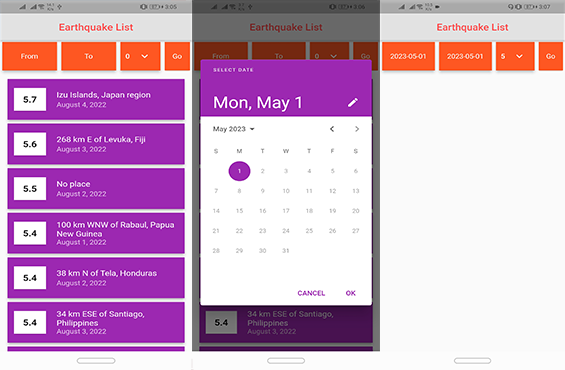 3:05
Earthquake List
From To 0 Go
5.7
Izu Islands, Japan region
August 4, 2022
5.6
268 km E of Levuka, Fiji
August 3, 2022
5.5
No place
August 2, 2022
5.4
100 km WNW of Rabaul, Papua
New Guinea
August 1, 2022
5.4
38 km N of Tela, Honduras
August 2, 2022
5.4
34 km ESE of Santiago,
Philippines
August 3, 2022
3:06
Earthquake List
From To 0 Go
SELECT DATE
Mon, May 1
May 2023
S M T W T F S
1 2 3 4 5 6
7 8 9 10 11 12 13
14 15 16 17 18 19 20
21 22 23 24 25 26 27
28 29 30 31
CANCEL OK
5.4
34 km ESE of Santiago,
Philippines
August 3, 2022
3:07
Earthquake List
2023-05-01 2023-05-01 5 Go